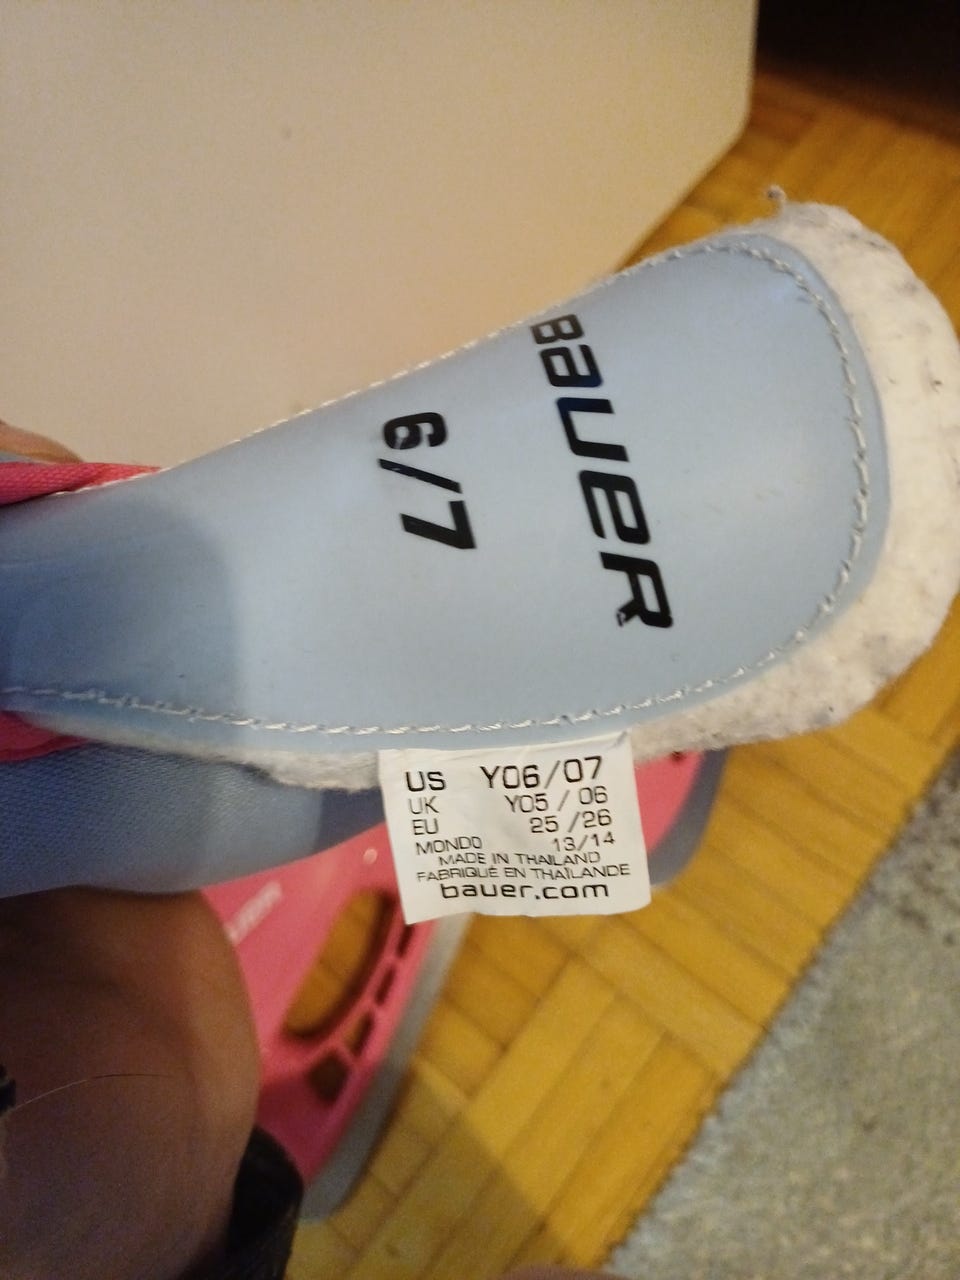 BAUER
6/7
US Y06/07
UK Y05 / 06
EU 25 /26
MONDO 13/14
MADE IN THAILAND
FABRIQUÉ EN THAÏLANDE
bauer.com